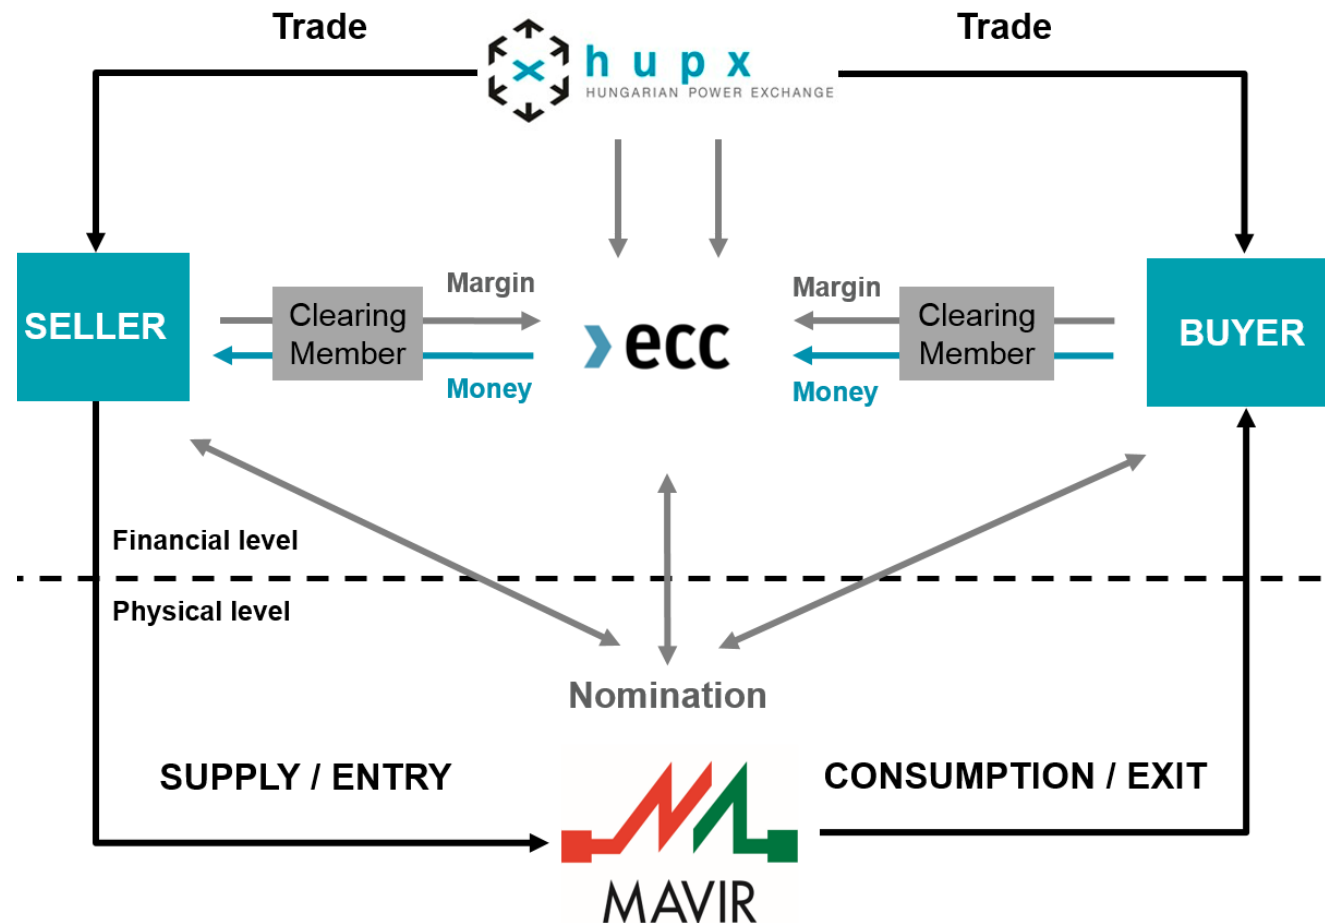 Trade
Trade
hupx
HUNGARIAN POWER EXCHANGE
SELLER
Clearing
Member
Margin
Money
ecc
Margin
Money
Clearing
Member
BUYER
Financial level
Physical level
Nomination
SUPPLY / ENTRY
CONSUMPTION / EXIT
MAVIR